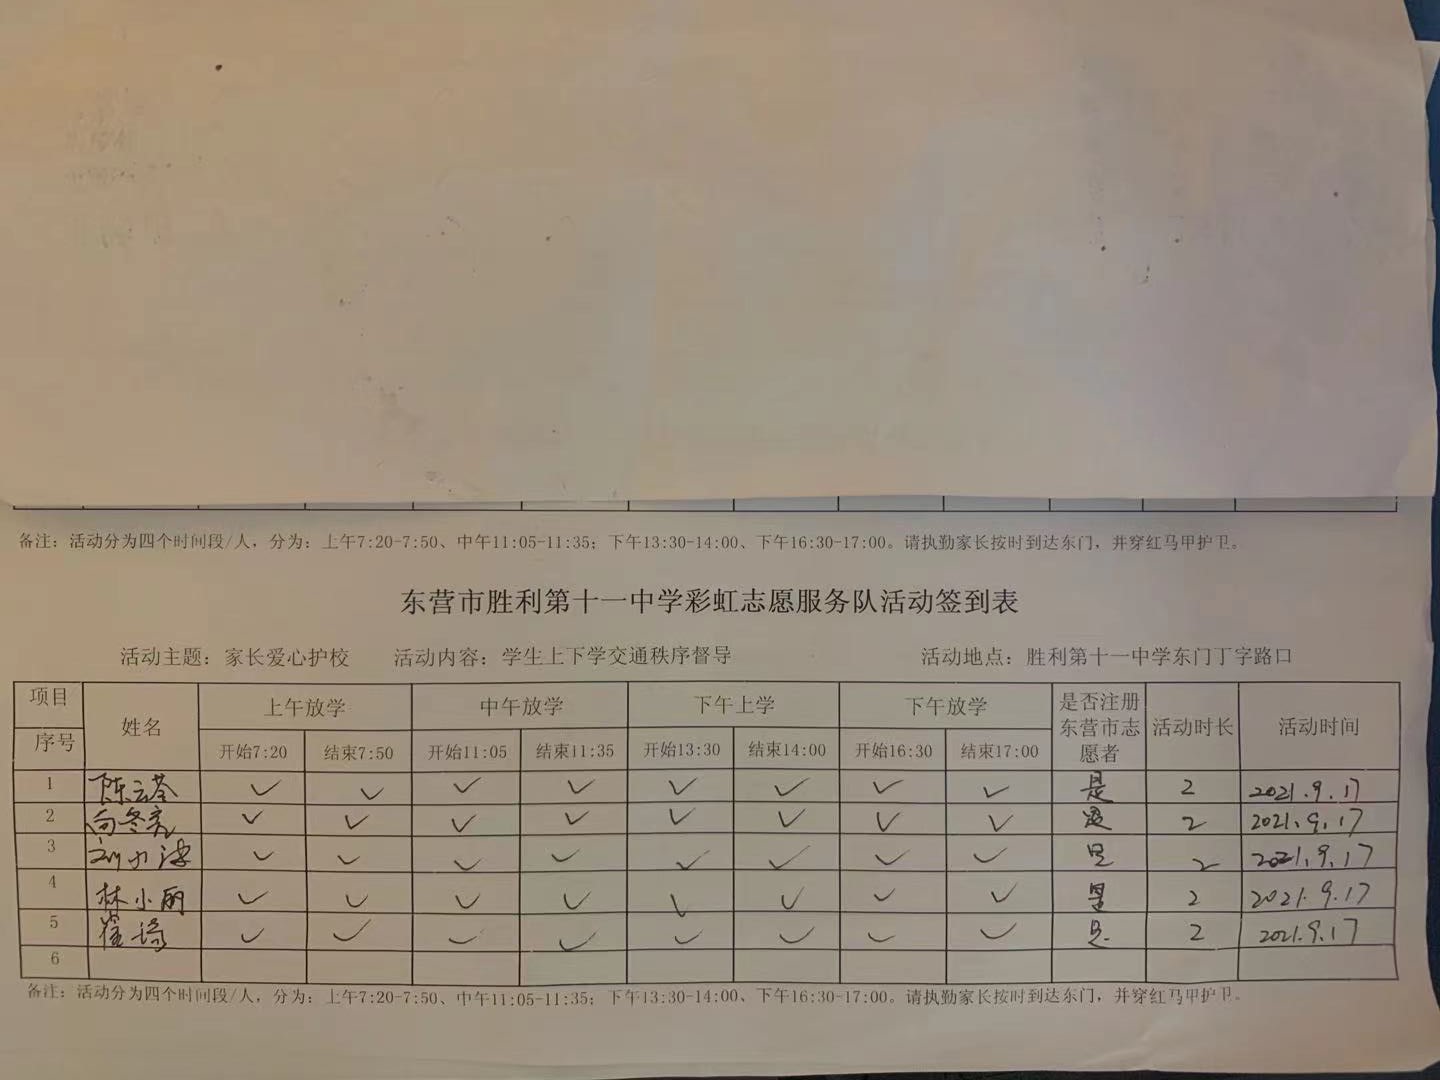 备注：活动分为四个时间段/人，分为：上午7:20-7:50、中午11:05-11:35；下午13:30-14:00、下午16:30-17:00。请执勤家长按时到达东门，并穿红马甲护卫。
东营市胜利第十一中学彩虹志愿服务队活动签到表
活动主题：家长爱心护校 活动内容：学生上下学交通秩序督导 活动地点：胜利第十一中学东门丁字路口
项目 序号 姓名 上午放学 中午放学 下午上学 下午放学 是否注册东营市志愿者 活动时长 活动时间
开始7:20 结束7:50 开始11:05 结束11:35 开始13:30 结束14:00 开始16:30 结束17:00
1 陈云 ✓ ✓ ✓ ✓ ✓ ✓ ✓ ✓ 是 2 2021.9.17
2 ✓ ✓ ✓ ✓ ✓ ✓ ✓ ✓ 是 2 2021.9.17
3 刘 ✓ ✓ ✓ ✓ ✓ ✓ ✓ ✓ 是 2 2021.9.17
4 林小丽 ✓ ✓ ✓ ✓ ✓ ✓ ✓ ✓ 是 2 2021.9.17
5 ✓ ✓ ✓ ✓ ✓ ✓ ✓ ✓ 是 2 2021.9.17
6
备注：活动分为四个时间段/人，分为：上午7:20-7:50、中午11:05-11:35；下午13:30-14:00、下午16:30-17:00。请执勤家长按时到达东门，并穿红马甲护卫。